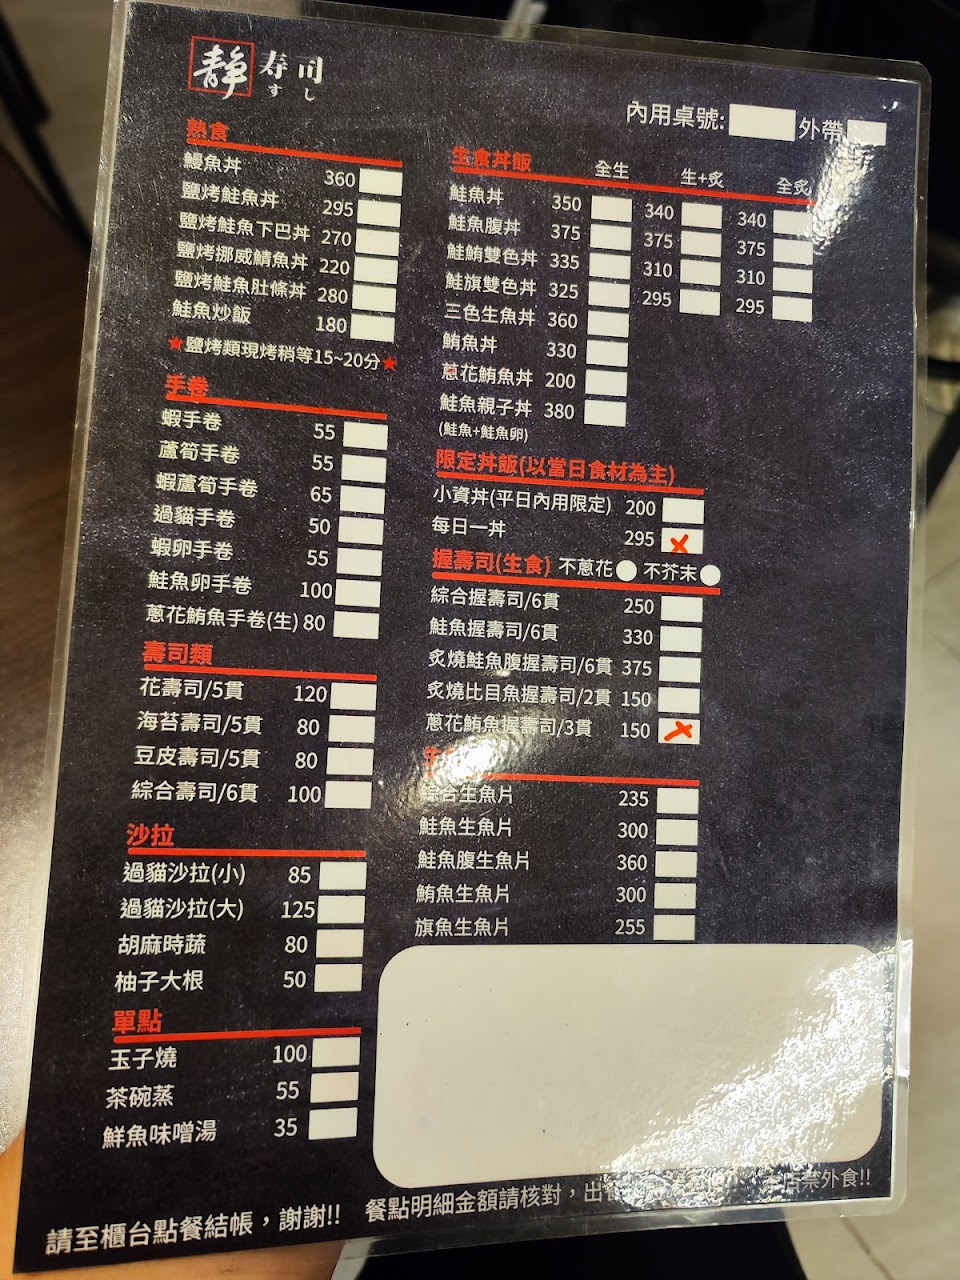 靜 寿司
すし
內用桌號: 外帶
熱食
鰻魚丼 360
鹽烤鮭魚丼 295
鹽烤鮭魚下巴丼 270
鹽烤挪威鯖魚丼 220
鹽烤鮭魚肚條丼 280
鮭魚炒飯 180
★鹽烤類現烤稍等15~20分★
手卷
蝦手卷 55
蘆筍手卷 55
蝦蘆筍手卷 65
過貓手卷 50
蝦卵手卷 55
鮭魚卵手卷 100
蔥花鮪魚手卷(生) 80
壽司類
花壽司/5貫 120
海苔壽司/5貫 80
豆皮壽司/5貫 80
綜合壽司/6貫 100
沙拉
過貓沙拉(小) 85
過貓沙拉(大) 125
胡麻時蔬 80
柚子大根 50
單點
玉子燒 100
茶碗蒸 55
鮮魚味噌湯 35
生食丼飯 全生 生+炙 全炙
鮭魚丼 350 340 340
鮭魚腹丼 375 375 375
鮭鮪雙色丼 335 310 310
鮭旗雙色丼 325 295 295
三色生魚丼 360
鮪魚丼 330
蔥花鮪魚丼 200
鮭魚親子丼 380
(鮭魚+鮭魚卵)
限定丼飯(以當日食材為主)
小資丼(平日內用限定) 200
每日一丼 295
握壽司(生食) 不蔥花 不芥末
綜合握壽司/6貫 250
鮭魚握壽司/6貫 330
炙燒鮭魚腹握壽司/6貫 375
炙燒比目魚握壽司/2貫 150
蔥花鮪魚握壽司/3貫 150
生
綜合生魚片 235
鮭魚生魚片 300
鮭魚腹生魚片 360
鮪魚生魚片 300
旗魚生魚片 255
請至櫃台點餐結帳，謝謝!! 餐點明細金額請核對，出 本店禁外食!!